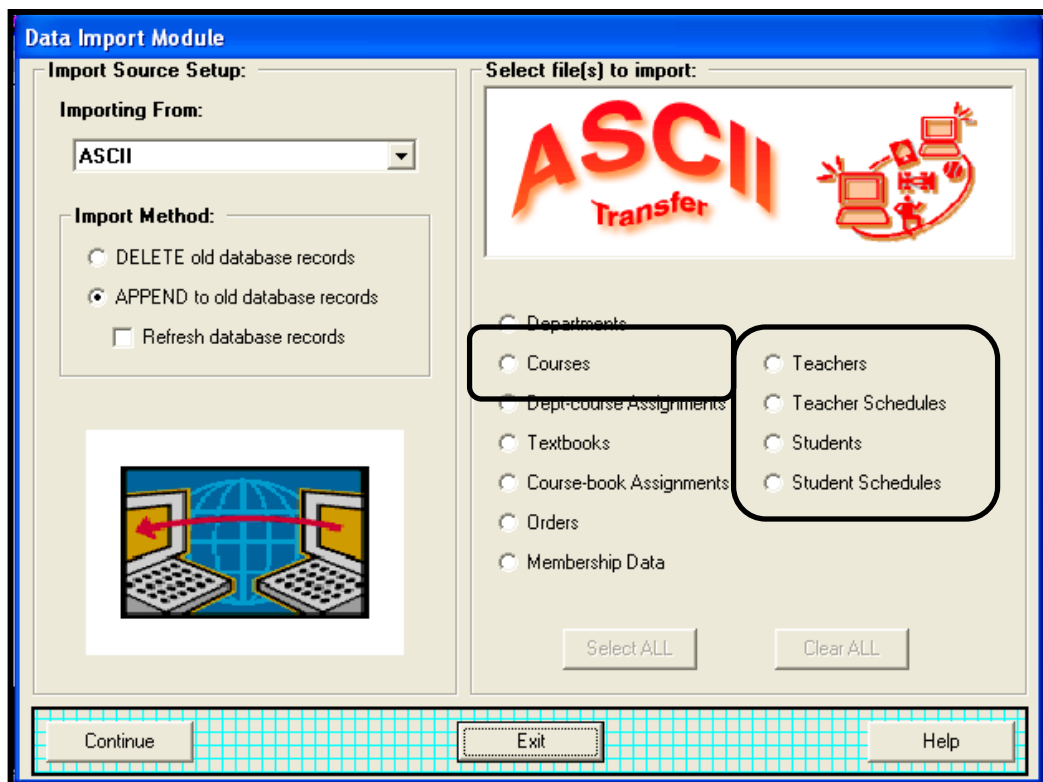 Data Import Module
Import Source Setup:
Importing From:
ASCII
Import Method:
DELETE old database records
APPEND to old database records
Refresh database records
Select file(s) to import:
ASCII
Transfer
Departments
Courses
Dept-course Assignments
Textbooks
Course-book Assignments
Orders
Membership Data
Teachers
Teacher Schedules
Students
Student Schedules
Select ALL
Clear ALL
Continue
Exit
Help